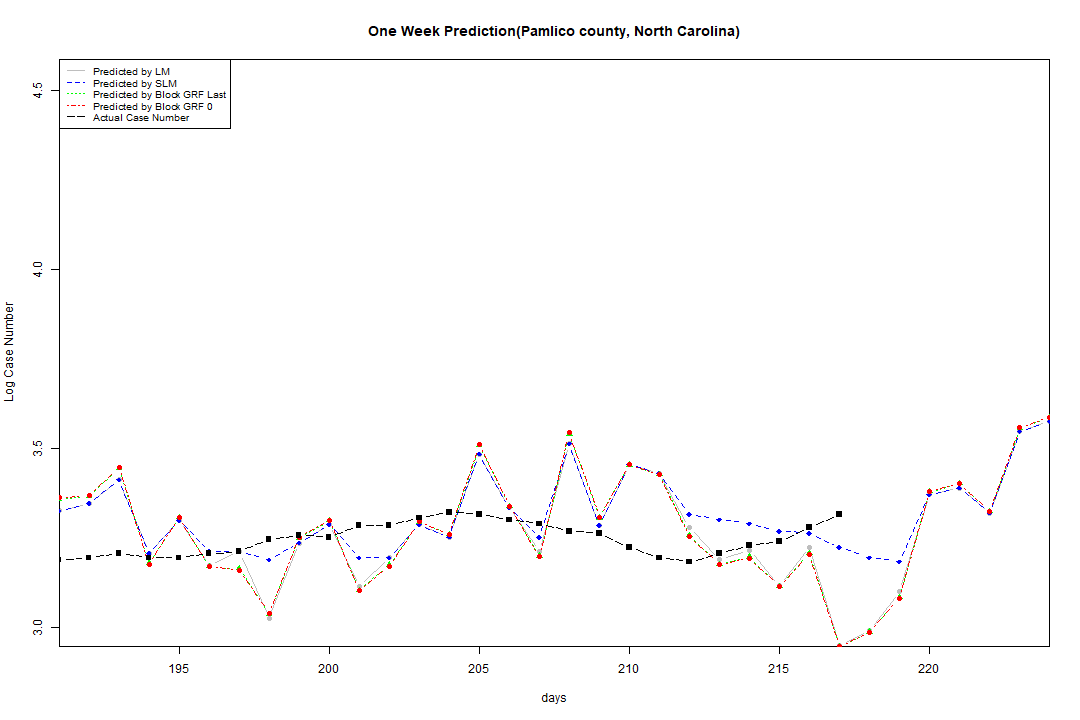 One Week Prediction(Pamlico county, North Carolina)
Predicted by LM
Predicted by SLM
Predicted by Block GRF Last
Predicted by Block GRF 0
Actual Case Number
4.5
4.0
3.5
3.0
Log Case Number
195 200 205 210 215 220
days